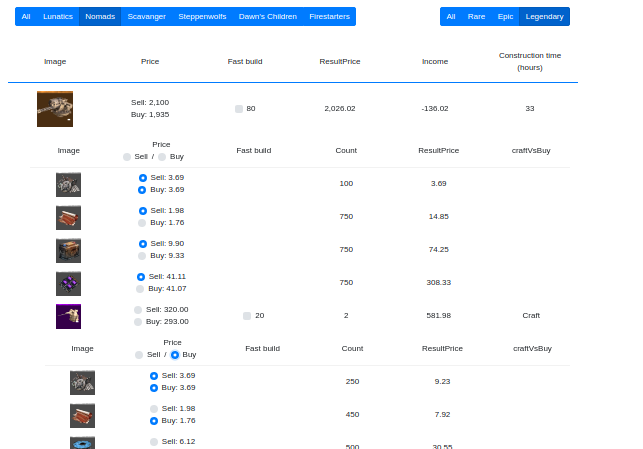 All Lunatics Nomads Scavanger Steppenwolfs Dawn's Children Firestarters All Rare Epic Legendary
Image Price Fast build ResultPrice Income Construction time (hours)
Sell: 2,100
Buy: 1,935
80 2,026.02 -136.02 33
Image Price Fast build Count ResultPrice craftVsBuy
Sell / Buy
Sell: 3.69
Buy: 3.69
100 3.69
Sell: 1.98
Buy: 1.76
750 14.85
Sell: 9.90
Buy: 9.33
750 74.25
Sell: 41.11
Buy: 41.07
750 308.33
Sell: 320.00
Buy: 293.00
20 2 581.98 Craft
Image Price Fast build Count ResultPrice craftVsBuy
Sell / Buy
Sell: 3.69
Buy: 3.69
250 9.23
Sell: 1.98
Buy: 1.76
450 7.92
Sell: 6.12
500 30.55